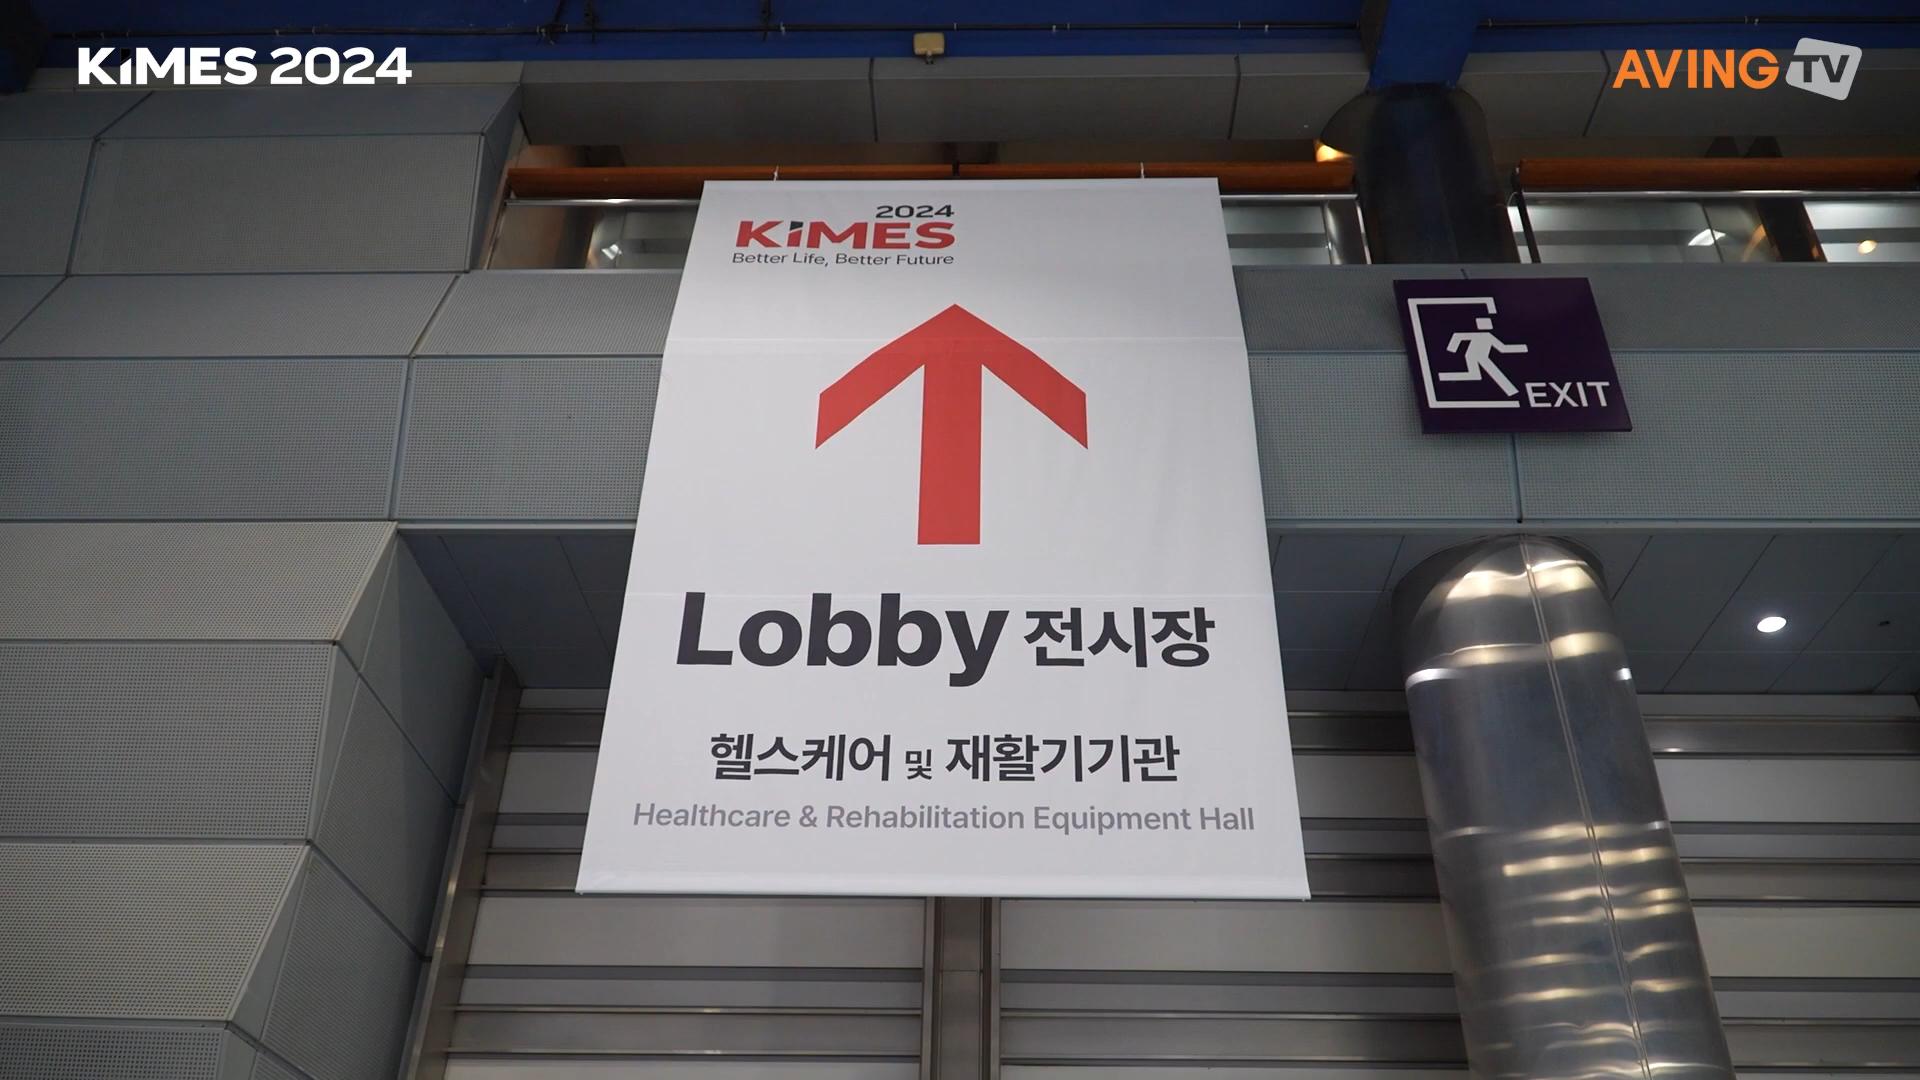 KIMES 2024
AVING TV
2024
KIMES
Better Life, Better Future
EXIT
Lobby 전시장
헬스케어 및 재활기기관
Healthcare & Rehabilitation Equipment Hall